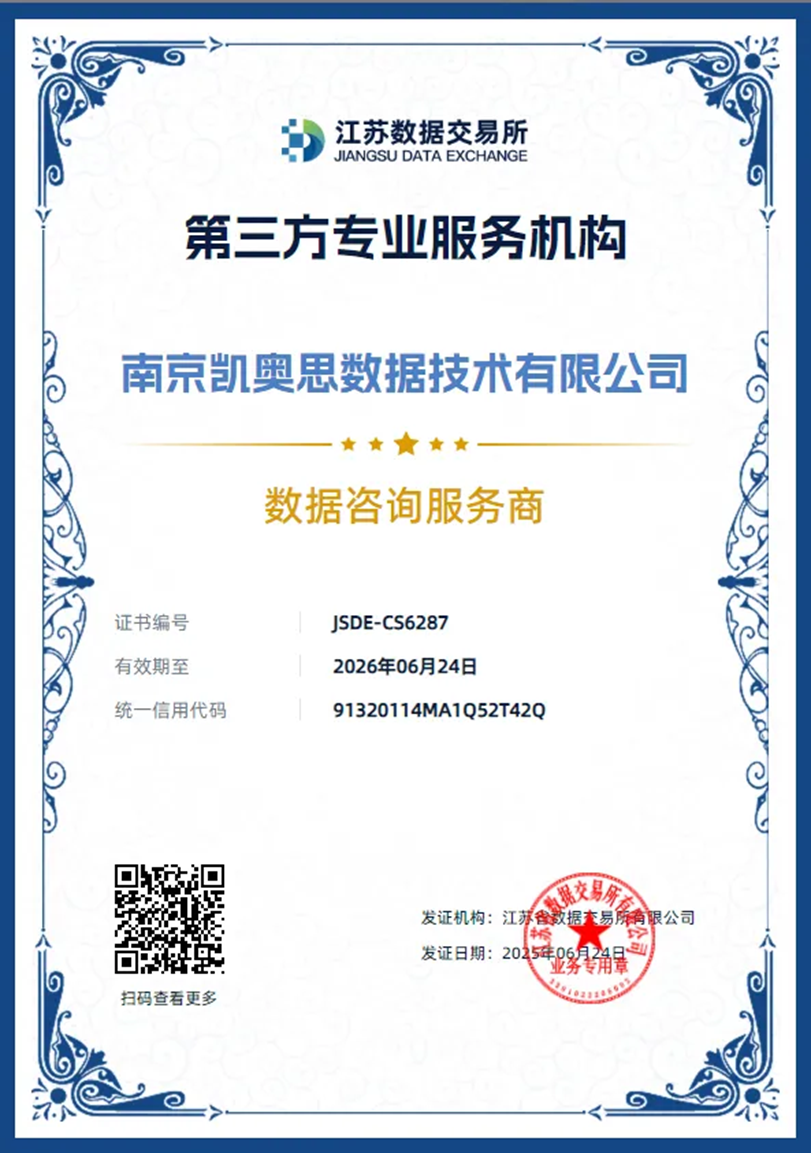 江苏数据交易所
JIANGSU DATA EXCHANGE
第三方专业服务机构
南京凯奥思数据技术有限公司
数据咨询服务商
证书编号 JSDE-CS6287
有效期至 2026年06月24日
统一信用代码 91320114MA1Q52T42Q
发证机构：江苏省数据交易所有限公司
发证日期：2025年06月24日
江苏省数据交易所有限公司
业务专用章
扫码查看更多